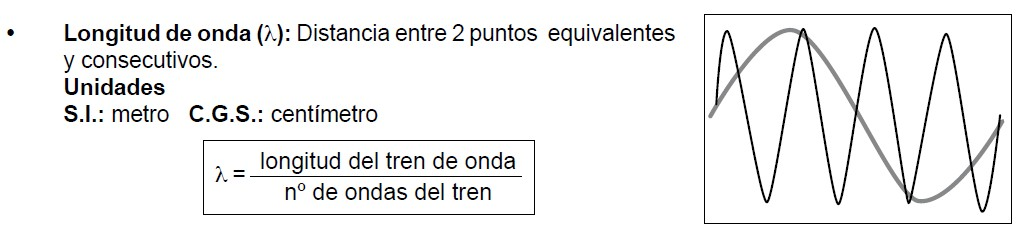 • Longitud de onda (λ): Distancia entre 2 puntos equivalentes
y consecutivos.
Unidades
S.I.: metro C.G.S.: centímetro
λ = longitud del tren de onda
nº de ondas del tren